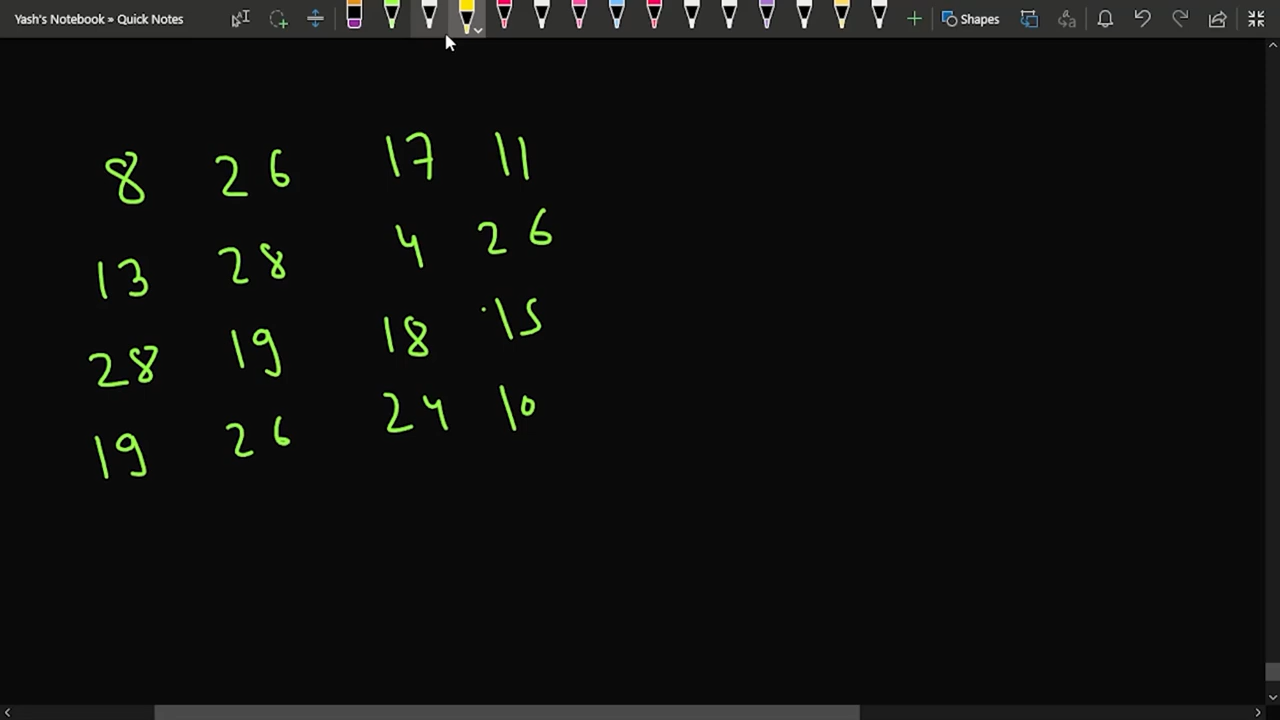 Yash's Notebook » Quick Notes
Shapes
8 26 17 11
13 28 4 26
28 19 18 15
19 26 24 10